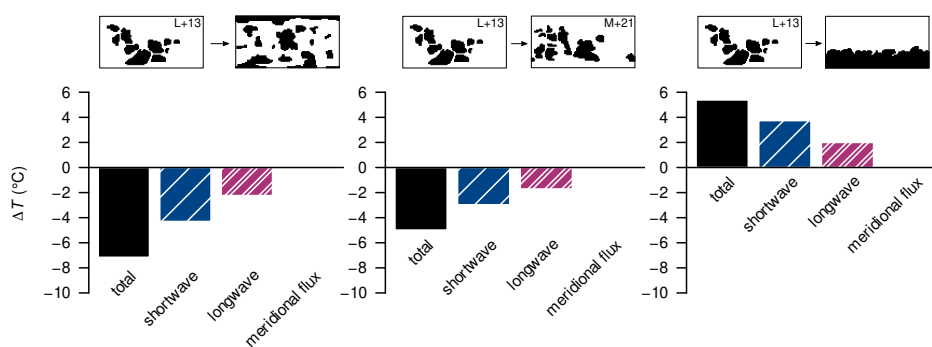 L+13
L+13
M+21
L+13
6
4
2
0
−2
−4
−6
−8
−10
Δ T (°C)
total
shortwave
longwave
meridional flux
6
4
2
0
−2
−4
−6
−8
−10
total
shortwave
longwave
meridional flux
6
4
2
0
−2
−4
−6
−8
−10
total
shortwave
longwave
meridional flux